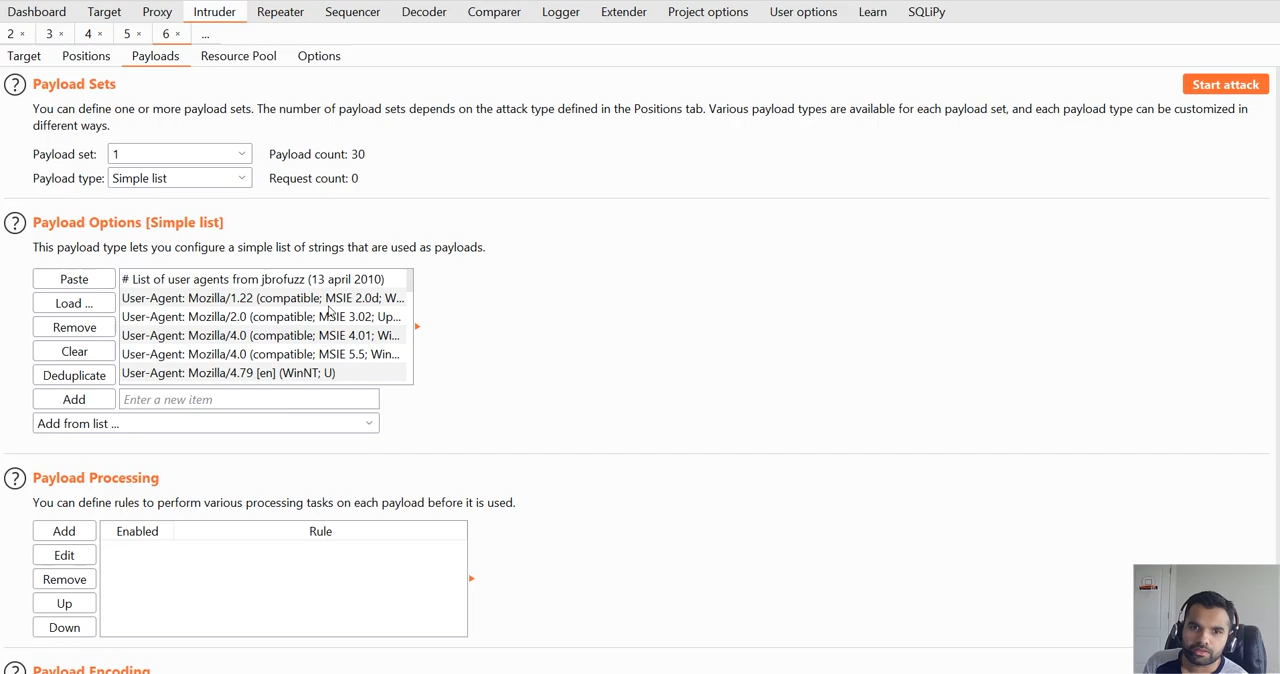 Dashboard Target Proxy Intruder Repeater Sequencer Decoder Comparer Logger Extender Project options User options Learn SQLiPy
2 × 3 × 4 × 5 × 6 × ...
Target Positions Payloads Resource Pool Options
? Payload Sets Start attack
You can define one or more payload sets. The number of payload sets depends on the attack type defined in the Positions tab. Various payload types are available for each payload set, and each payload type can be customized in
different ways.
Payload set: 1 Payload count: 30
Payload type: Simple list Request count: 0
? Payload Options [Simple list]
This payload type lets you configure a simple list of strings that are used as payloads.
Paste # List of user agents from jbrofuzz (13 april 2010)
User-Agent: Mozilla/1.22 (compatible; MSIE 2.0d; W...
Load ...
User-Agent: Mozilla/2.0 (compatible; MSIE 3.02; Up...
Remove
User-Agent: Mozilla/4.0 (compatible; MSIE 4.01; Wi...
Clear User-Agent: Mozilla/4.0 (compatible; MSIE 5.5; Win...
Deduplicate User-Agent: Mozilla/4.79 [en] (WinNT; U)
Add Enter a new item
Add from list ...
? Payload Processing
You can define rules to perform various processing tasks on each payload before it is used.
Add Enabled Rule
Edit
Remove
Up
Down
? Payload Encoding